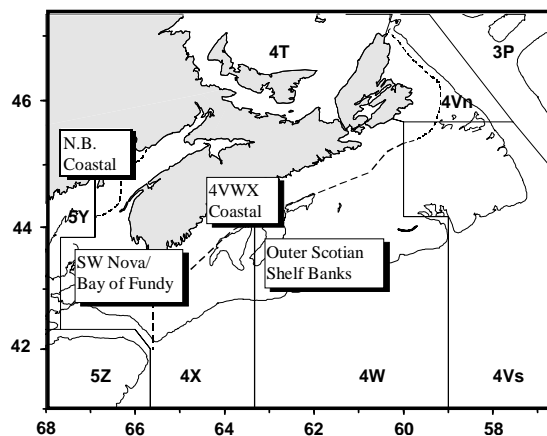 4T
3P
46
4Vn
N.B.
Coastal
4VWX
Coastal
44
5Y
SW Nova/
Bay of Fundy
Outer Scotian
Shelf Banks
42
5Z
4X
4W
4Vs
68
66
64
62
60
58